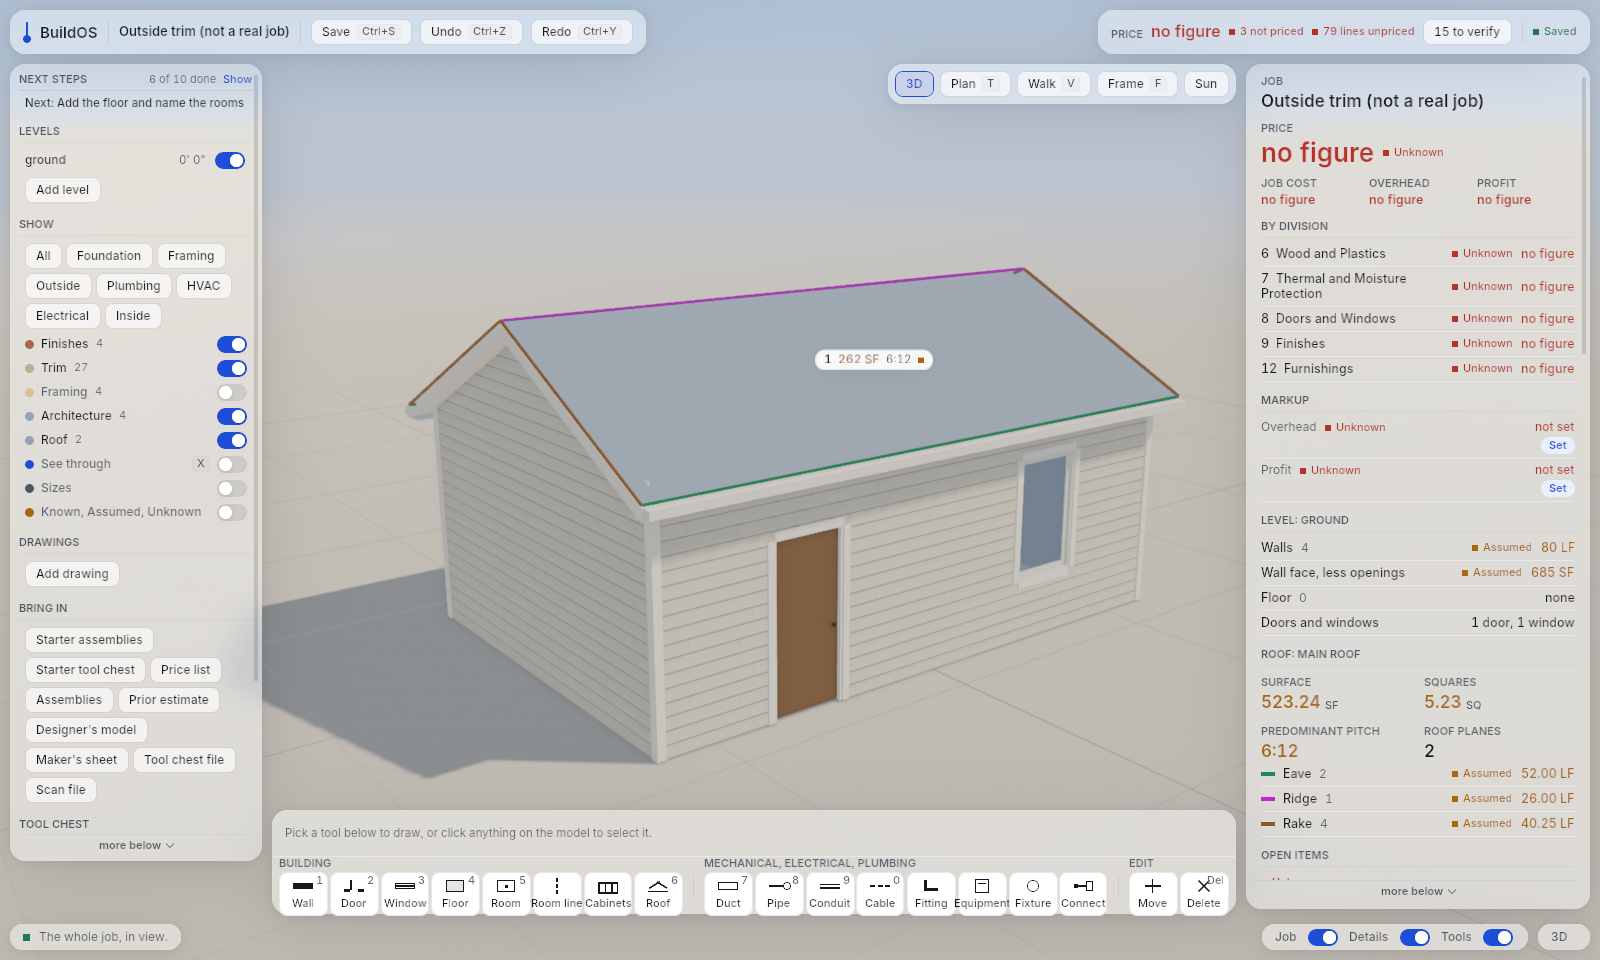 BuildOS
Outside trim (not a real job)
Save Ctrl+S
Undo Ctrl+Z
Redo Ctrl+Y
PRICE no figure 3 not priced 79 lines unpriced 15 to verify Saved
NEXT STEPS 6 of 10 done Show
Next: Add the floor and name the rooms
LEVELS
ground 0' 0"
Add level
SHOW
All Foundation Framing
Outside Plumbing HVAC
Electrical Inside
Finishes 4
Trim 27
Framing 4
Architecture 4
Roof 2
See through X
Sizes
Known, Assumed, Unknown
DRAWINGS
Add drawing
BRING IN
Starter assemblies
Starter tool chest Price list
Assemblies Prior estimate
Designer's model
Maker's sheet Tool chest file
Scan file
TOOL CHEST
more below
The whole job, in view.
3D Plan T Walk V Frame F Sun
1 262 SF 6:12
Pick a tool below to draw, or click anything on the model to select it.
BUILDING
1 Wall
2 Door
3 Window
4 Floor
5 Room
Room line
Cabinets
6 Roof
MECHANICAL, ELECTRICAL, PLUMBING
7 Duct
8 Pipe
9 Conduit
0 Cable
Fitting
Equipment
Fixture
Connect
EDIT
Move
Del Delete
JOB
Outside trim (not a real job)
PRICE
no figure Unknown
JOB COST OVERHEAD PROFIT
no figure no figure no figure
BY DIVISION
6 Wood and Plastics Unknown no figure
7 Thermal and Moisture
Protection Unknown no figure
8 Doors and Windows Unknown no figure
9 Finishes Unknown no figure
12 Furnishings Unknown no figure
MARKUP
Overhead Unknown not set
Set
Profit Unknown not set
Set
LEVEL: GROUND
Walls 4 Assumed 80 LF
Wall face, less openings Assumed 685 SF
Floor 0 none
Doors and windows 1 door, 1 window
ROOF: MAIN ROOF
SURFACE SQUARES
523.24 SF 5.23 SQ
PREDOMINANT PITCH ROOF PLANES
6:12 2
Eave 2 Assumed 52.00 LF
Ridge 1 Assumed 26.00 LF
Rake 4 Assumed 40.25 LF
OPEN ITEMS
more below
Job Details Tools 3D